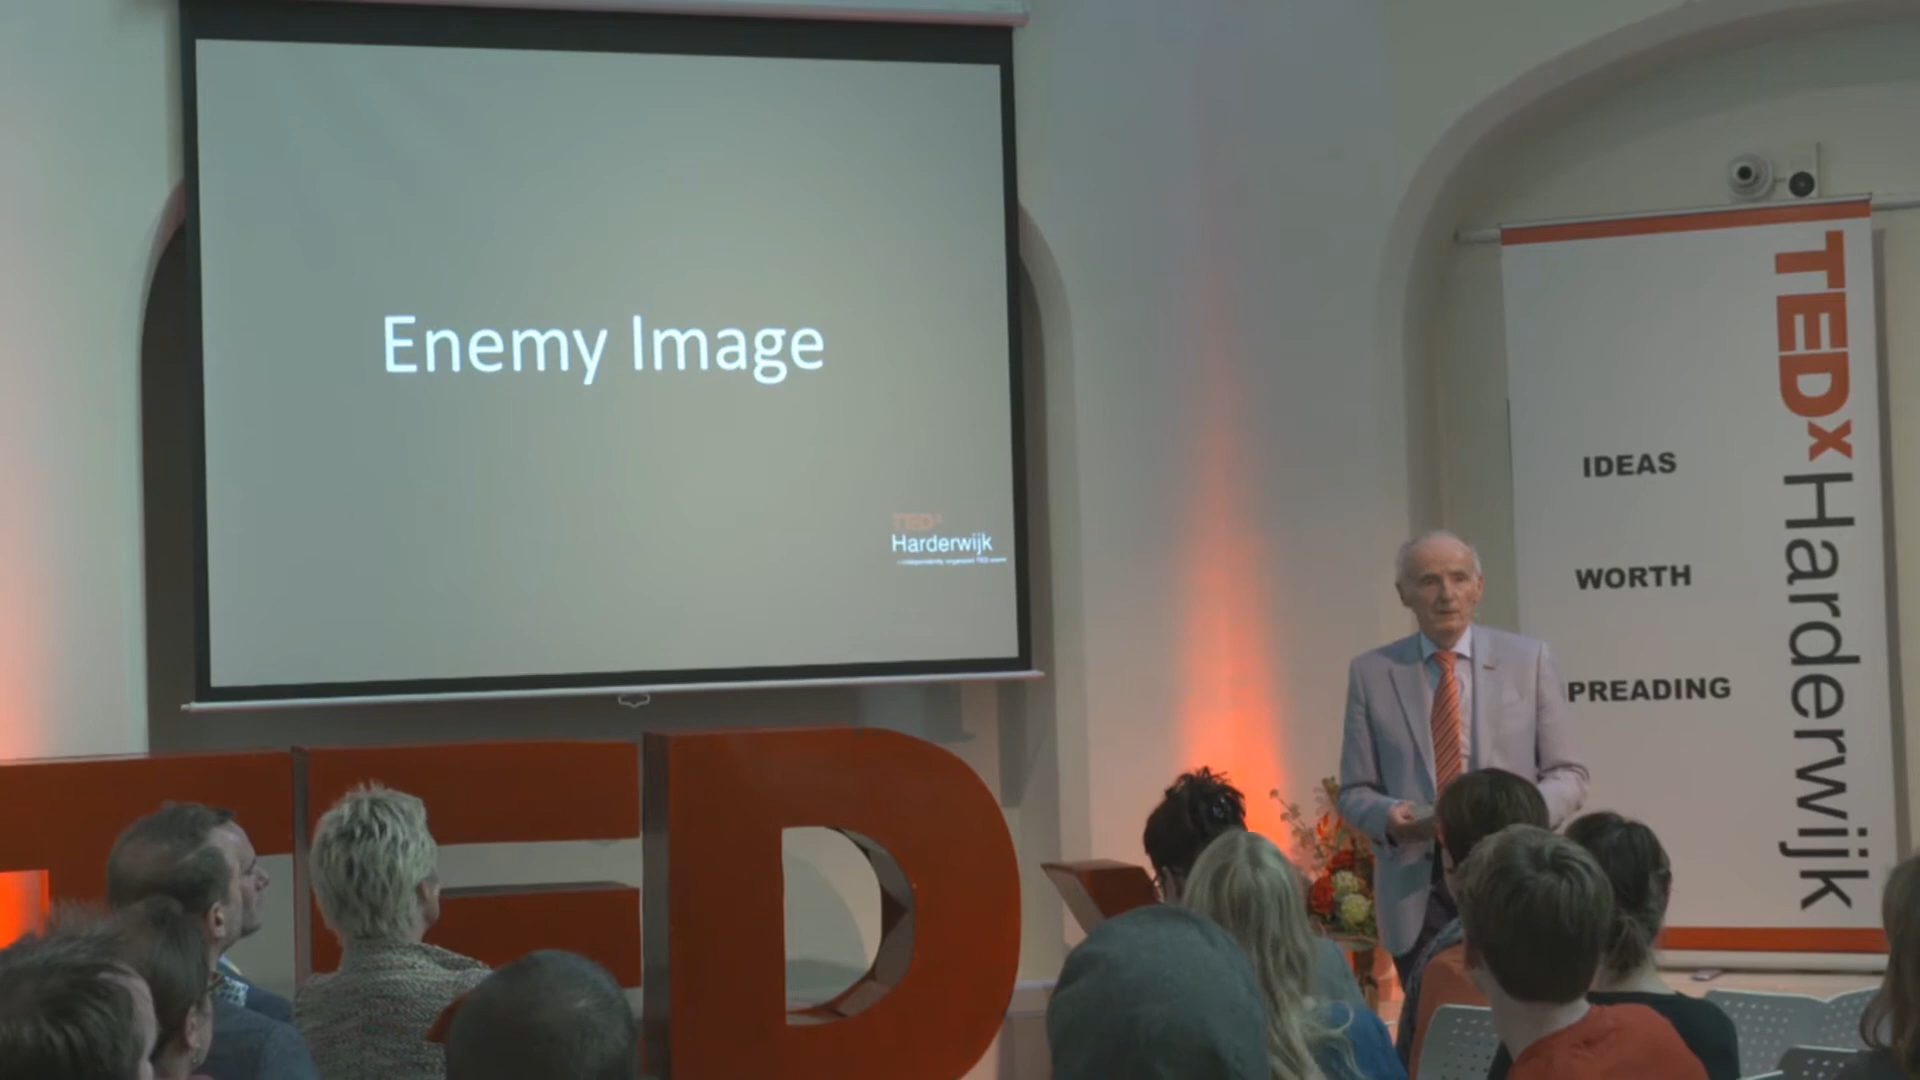 Enemy Image
TEDx
Harderwijk
TEDxHarderwijk
IDEAS
WORTH
PREADING
TED